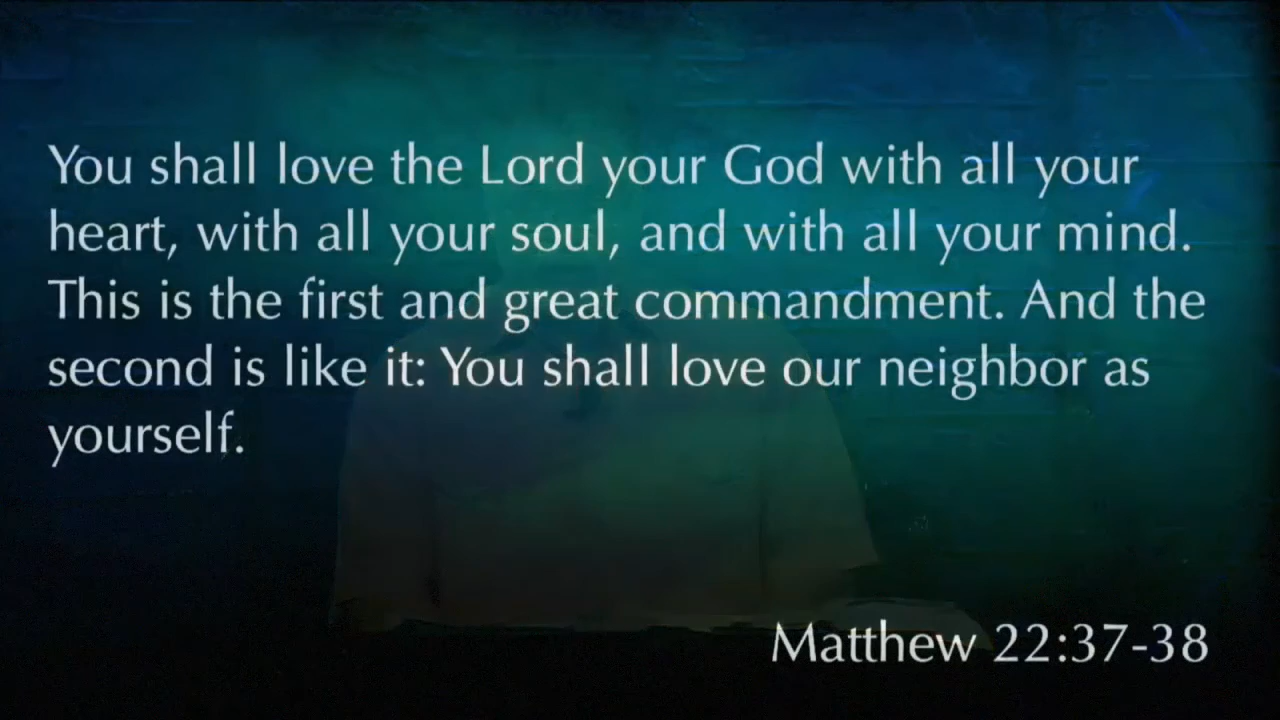 You shall love the Lord your God with all your
heart, with all your soul, and with all your mind.
This is the first and great commandment. And the
second is like it: You shall love our neighbor as
yourself.
Matthew 22:37-38